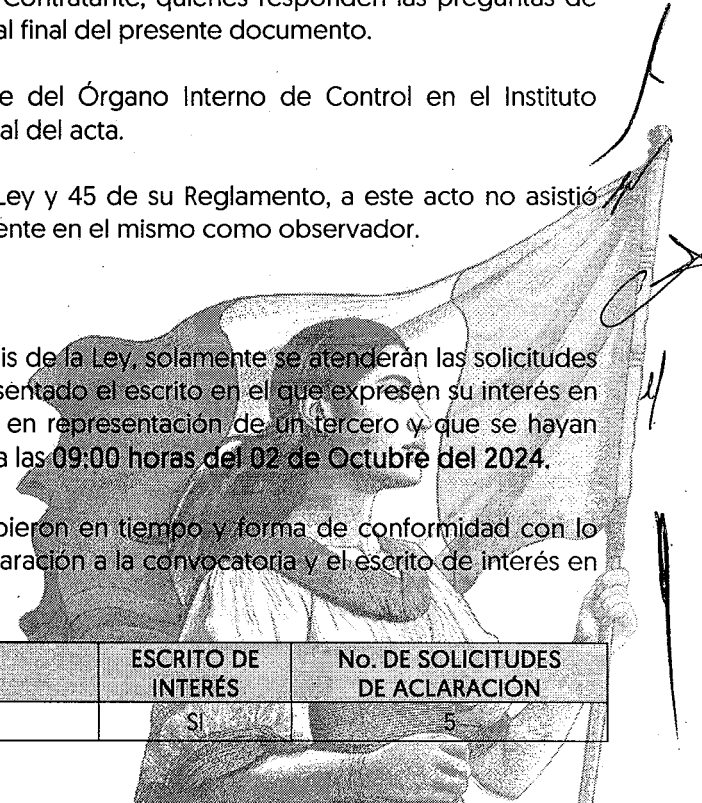 Contratante, quienes responden las preguntas de
al final del presente documento.
e del Órgano Interno de Control en el Instituto
al del acta.
Ley y 45 de su Reglamento, a este acto no asistió
ente en el mismo como observador.
is de la Ley, solamente se atenderán las solicitudes
sentado el escrito en el que expresen su interés en
en representación de un tercero y que se hayan
a las 09:00 horas del 02 de Octubre del 2024.
bieron en tiempo y forma de conformidad con lo
aración a la convocatoria y el escrito de interés en
ESCRITO DE INTERÉS No. DE SOLICITUDES DE ACLARACIÓN
SI 5